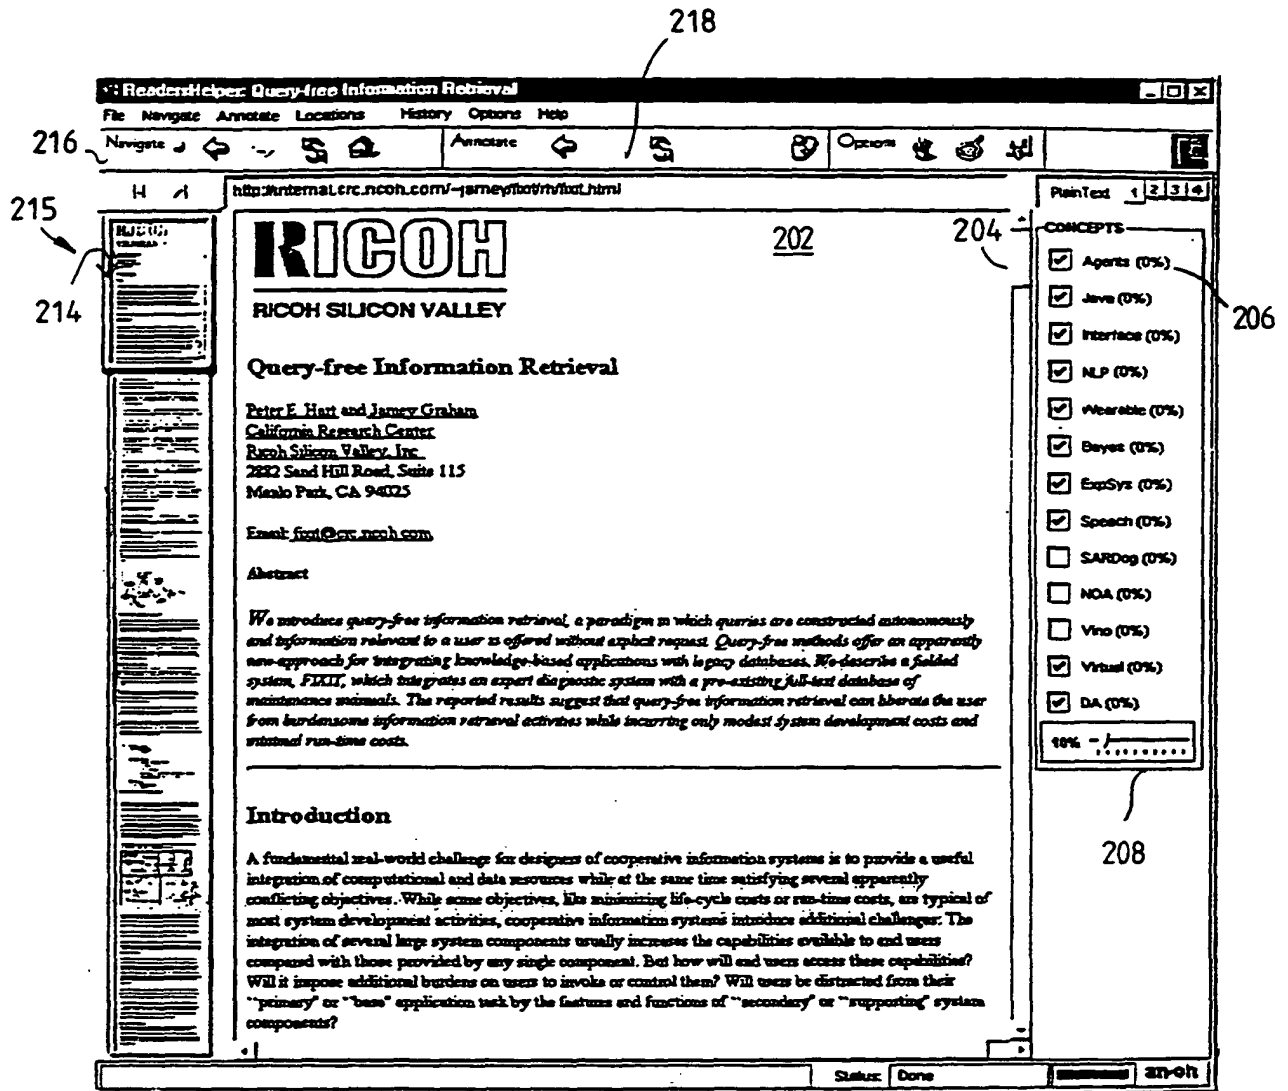 218
ReadersHelper: Query-free Information Retrieval
File Navigate Annotate Locations History Options Help
216
Navigate Annotate Options
http://internal.crc.ricoh.com/~jamey/fixit/rh/fixit.html
PlainText 1 2 3 4
215
214
RICOH
202
204
CONCEPTS
RICOH SILICON VALLEY
Agents (0%)
206
Java (0%)
Interface (0%)
NLP (0%)
Wearable (0%)
Bayes (0%)
ExpSys (0%)
Speech (0%)
SARDog (0%)
NOA (0%)
Vino (0%)
Virtual (0%)
DA (0%)
10%
208
Query-free Information Retrieval
Peter E. Hart and Jamey Graham
California Research Center
Ricoh Silicon Valley, Inc.
2882 Sand Hill Road, Suite 115
Menlo Park, CA 94025
Email: fixit@crc.ricoh.com
Abstract
We introduce query-free information retrieval, a paradigm in which queries are constructed autonomously
and information relevant to a user is offered without explicit request. Query-free methods offer an apparently
new approach for integrating knowledge-based applications with legacy databases. We describe a fielded
system, FIXIT, which integrates an expert diagnostic system with a pre-existing full-text database of
maintenance manuals. The reported results suggest that query-free information retrieval can liberate the user
from burdensome information retrieval activities while incurring only modest system development costs and
minimal run-time costs.
Introduction
A fundamental real-world challenge for designers of cooperative information systems is to provide a useful
integration of computational and data resources while at the same time satisfying several apparently
conflicting objectives. While some objectives, like minimizing life-cycle costs or run-time costs, are typical of
most system development activities, cooperative information systems introduce additional challenges: The
integration of several large system components usually increases the capabilities available to end users
compared with those provided by any single component. But how will end users access these capabilities?
Will it impose additional burdens on users to invoke or control them? Will users be distracted from their
``primary" or ``base" application task by the features and functions of ``secondary" or ``supporting" system
components?
Status: Done